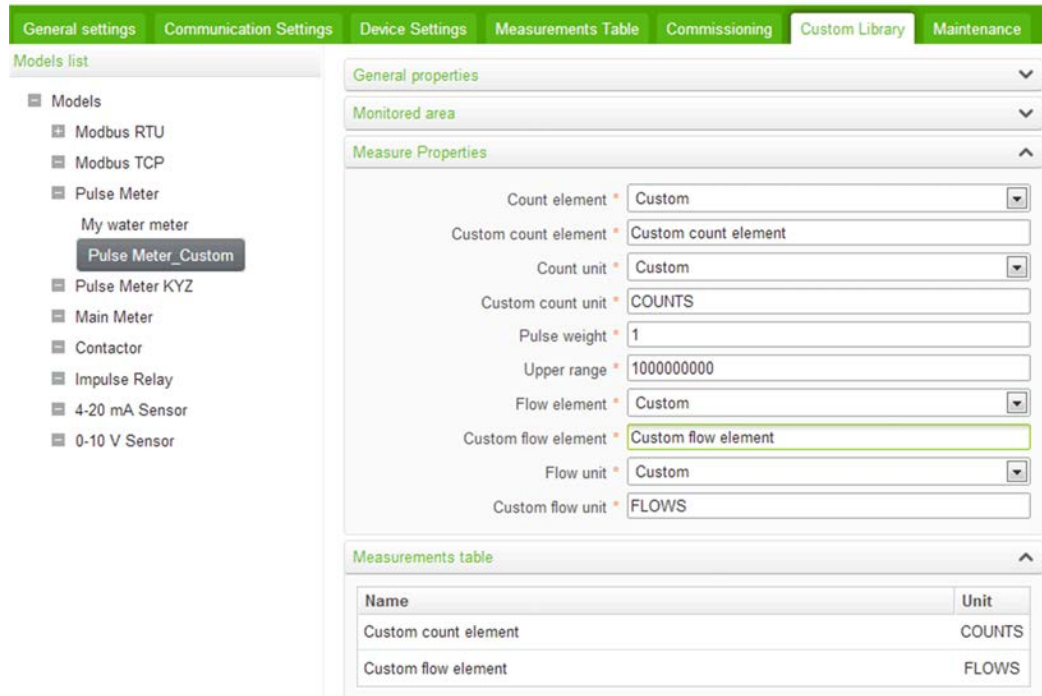 General settings Communication Settings Device Settings Measurements Table Commissioning Custom Library Maintenance
Models list
Models
Modbus RTU
Modbus TCP
Pulse Meter
My water meter
Pulse Meter_Custom
Pulse Meter KYZ
Main Meter
Contactor
Impulse Relay
4-20 mA Sensor
0-10 V Sensor
General properties
Monitored area
Measure Properties
Count element * Custom
Custom count element * Custom count element
Count unit * Custom
Custom count unit * COUNTS
Pulse weight * 1
Upper range * 1000000000
Flow element * Custom
Custom flow element * Custom flow element
Flow unit * Custom
Custom flow unit * FLOWS
Measurements table
Name Unit
Custom count element COUNTS
Custom flow element FLOWS